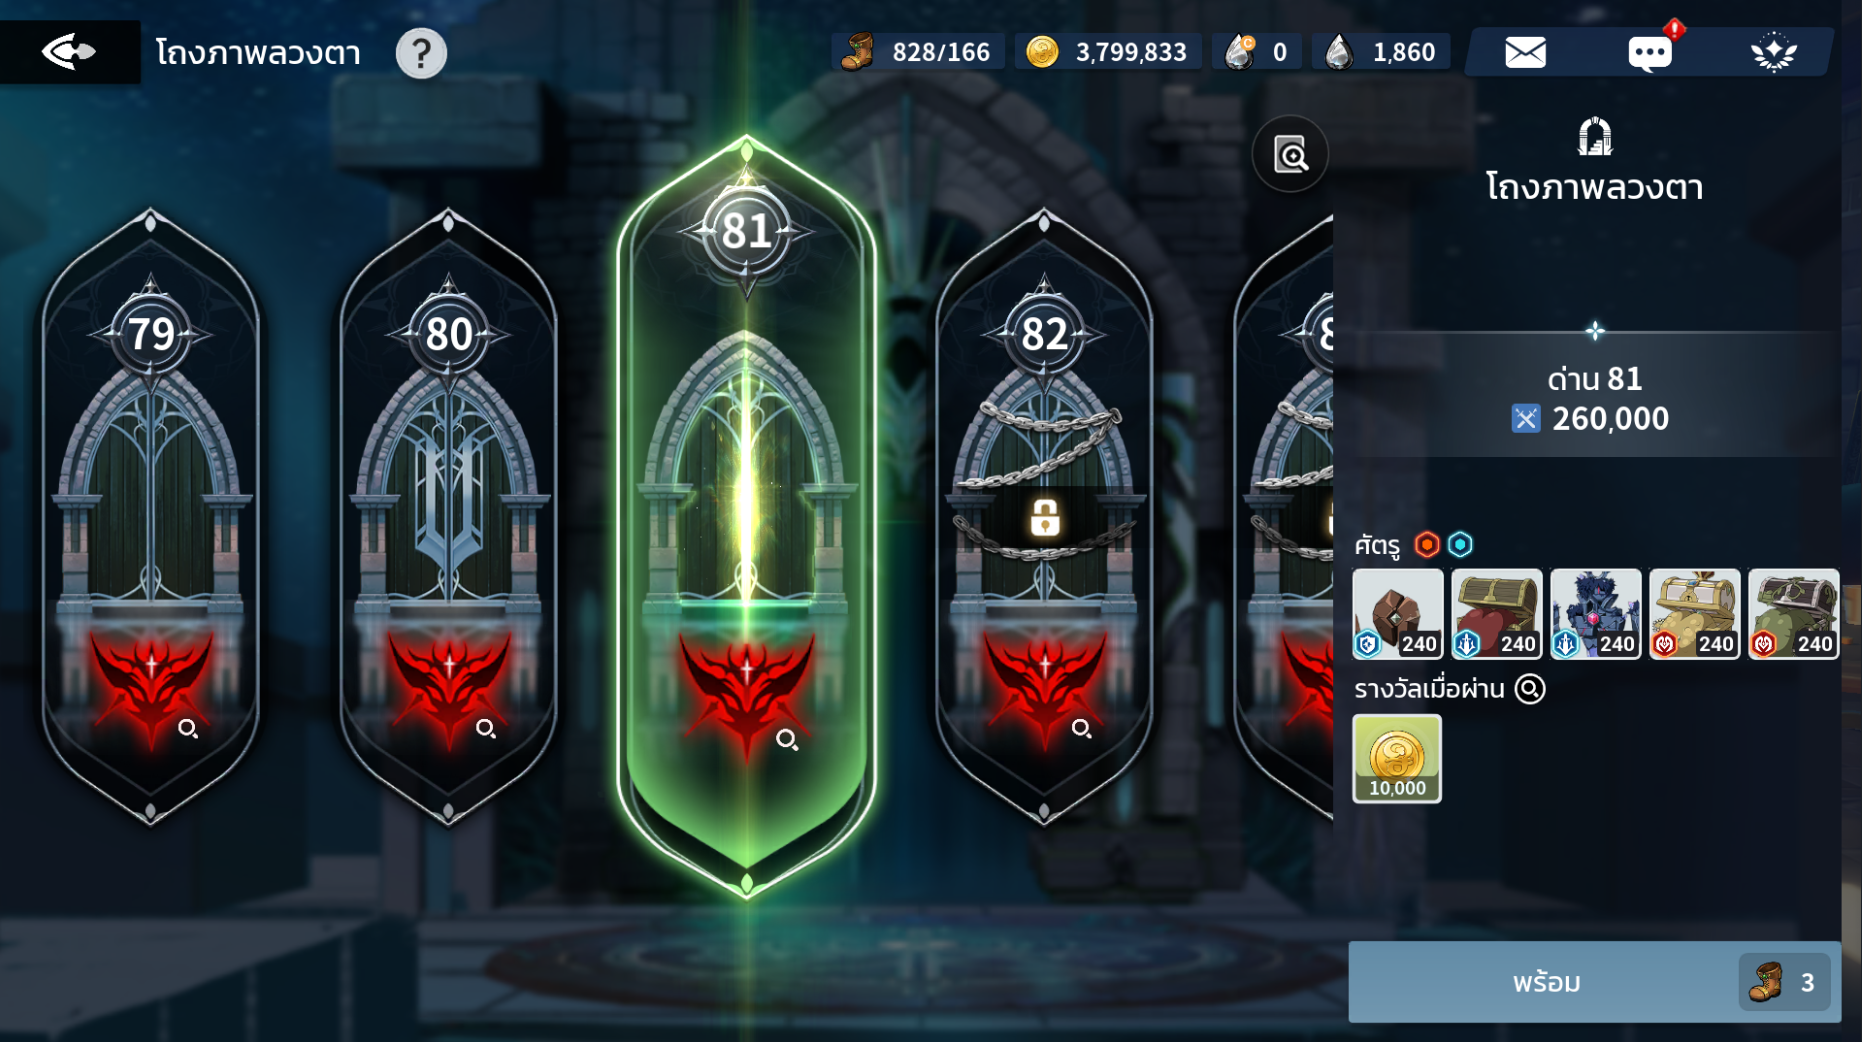 โถงภาพลวงตา
?
828/166
3,799,833
C
0
1,860
!
79
80
81
82
โถงภาพลวงตา
ด่าน 81
260,000
ศัตรู
240
240
240
240
240
รางวัลเมื่อผ่าน
10,000
พร้อม
3